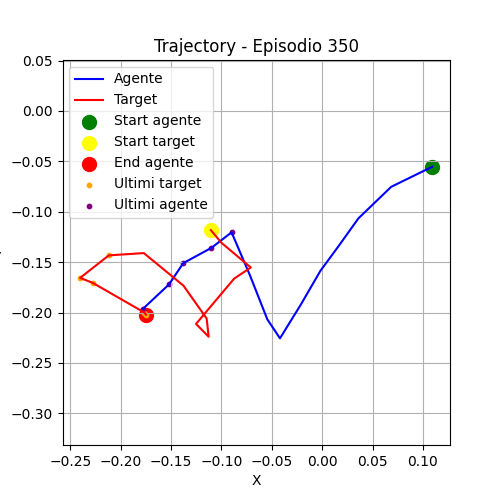 Trajectory - Episodio 350
Agente
Target
Start agente
Start target
End agente
Ultimi target
Ultimi agente
0.05
0.00
−0.05
−0.10
−0.15
−0.20
−0.25
−0.30
−0.25 −0.20 −0.15 −0.10 −0.05 0.00 0.05 0.10
X